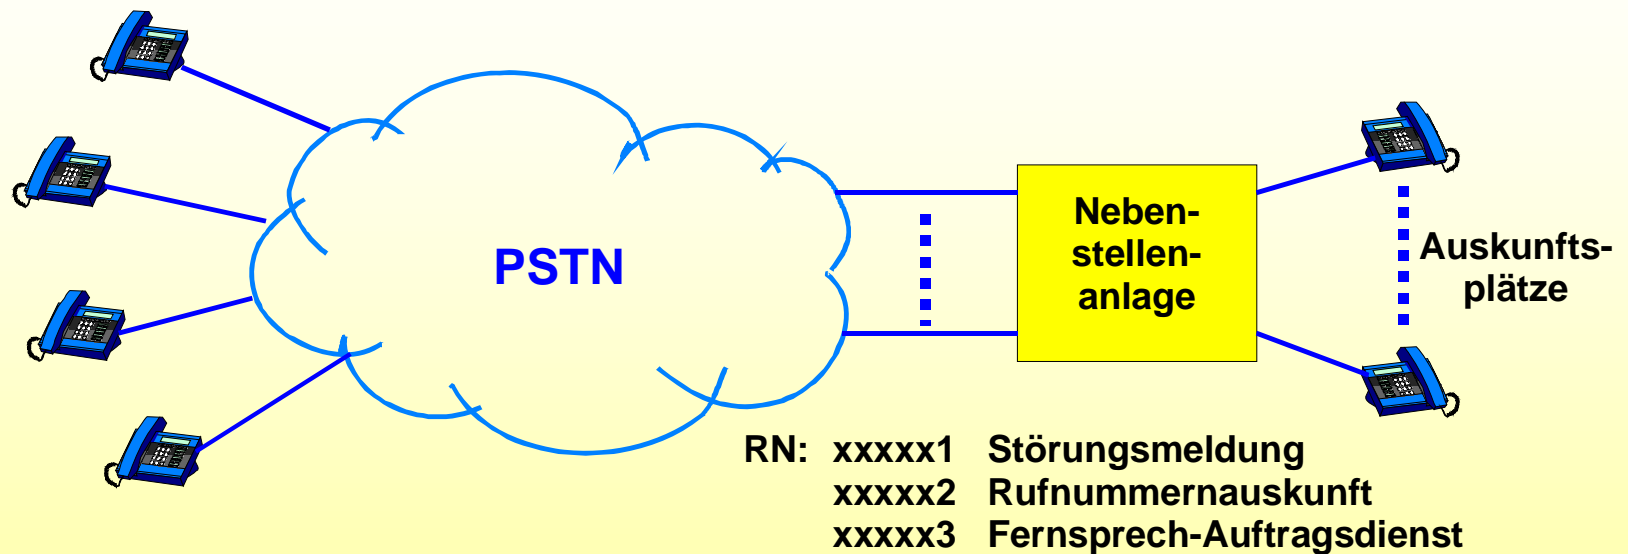 PSTN
Neben-
stellen-
anlage
Auskunfts-
plätze
RN: xxxxx1 Störungsmeldung
xxxxx2 Rufnummernauskunft
xxxxx3 Fernsprech-Auftragsdienst